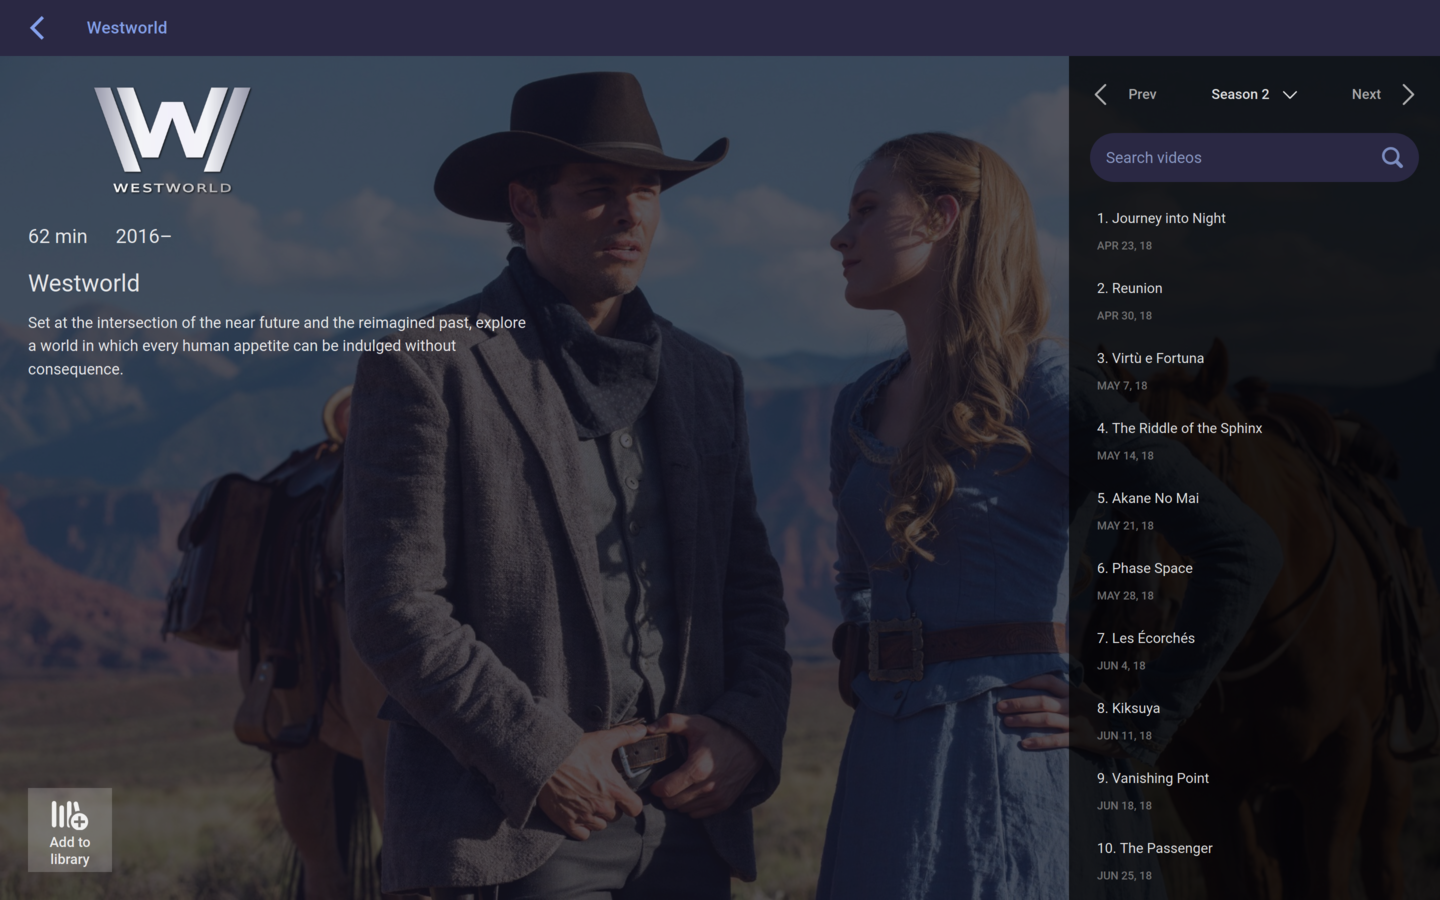 Westworld
WESTWORLD
62 min 2016–
Westworld
Set at the intersection of the near future and the reimagined past, explore
a world in which every human appetite can be indulged without
consequence.
Add to
library
Prev Season 2 Next
Search videos
1. Journey into Night
APR 23, 18
2. Reunion
APR 30, 18
3. Virtù e Fortuna
MAY 7, 18
4. The Riddle of the Sphinx
MAY 14, 18
5. Akane No Mai
MAY 21, 18
6. Phase Space
MAY 28, 18
7. Les Écorchés
JUN 4, 18
8. Kiksuya
JUN 11, 18
9. Vanishing Point
JUN 18, 18
10. The Passenger
JUN 25, 18